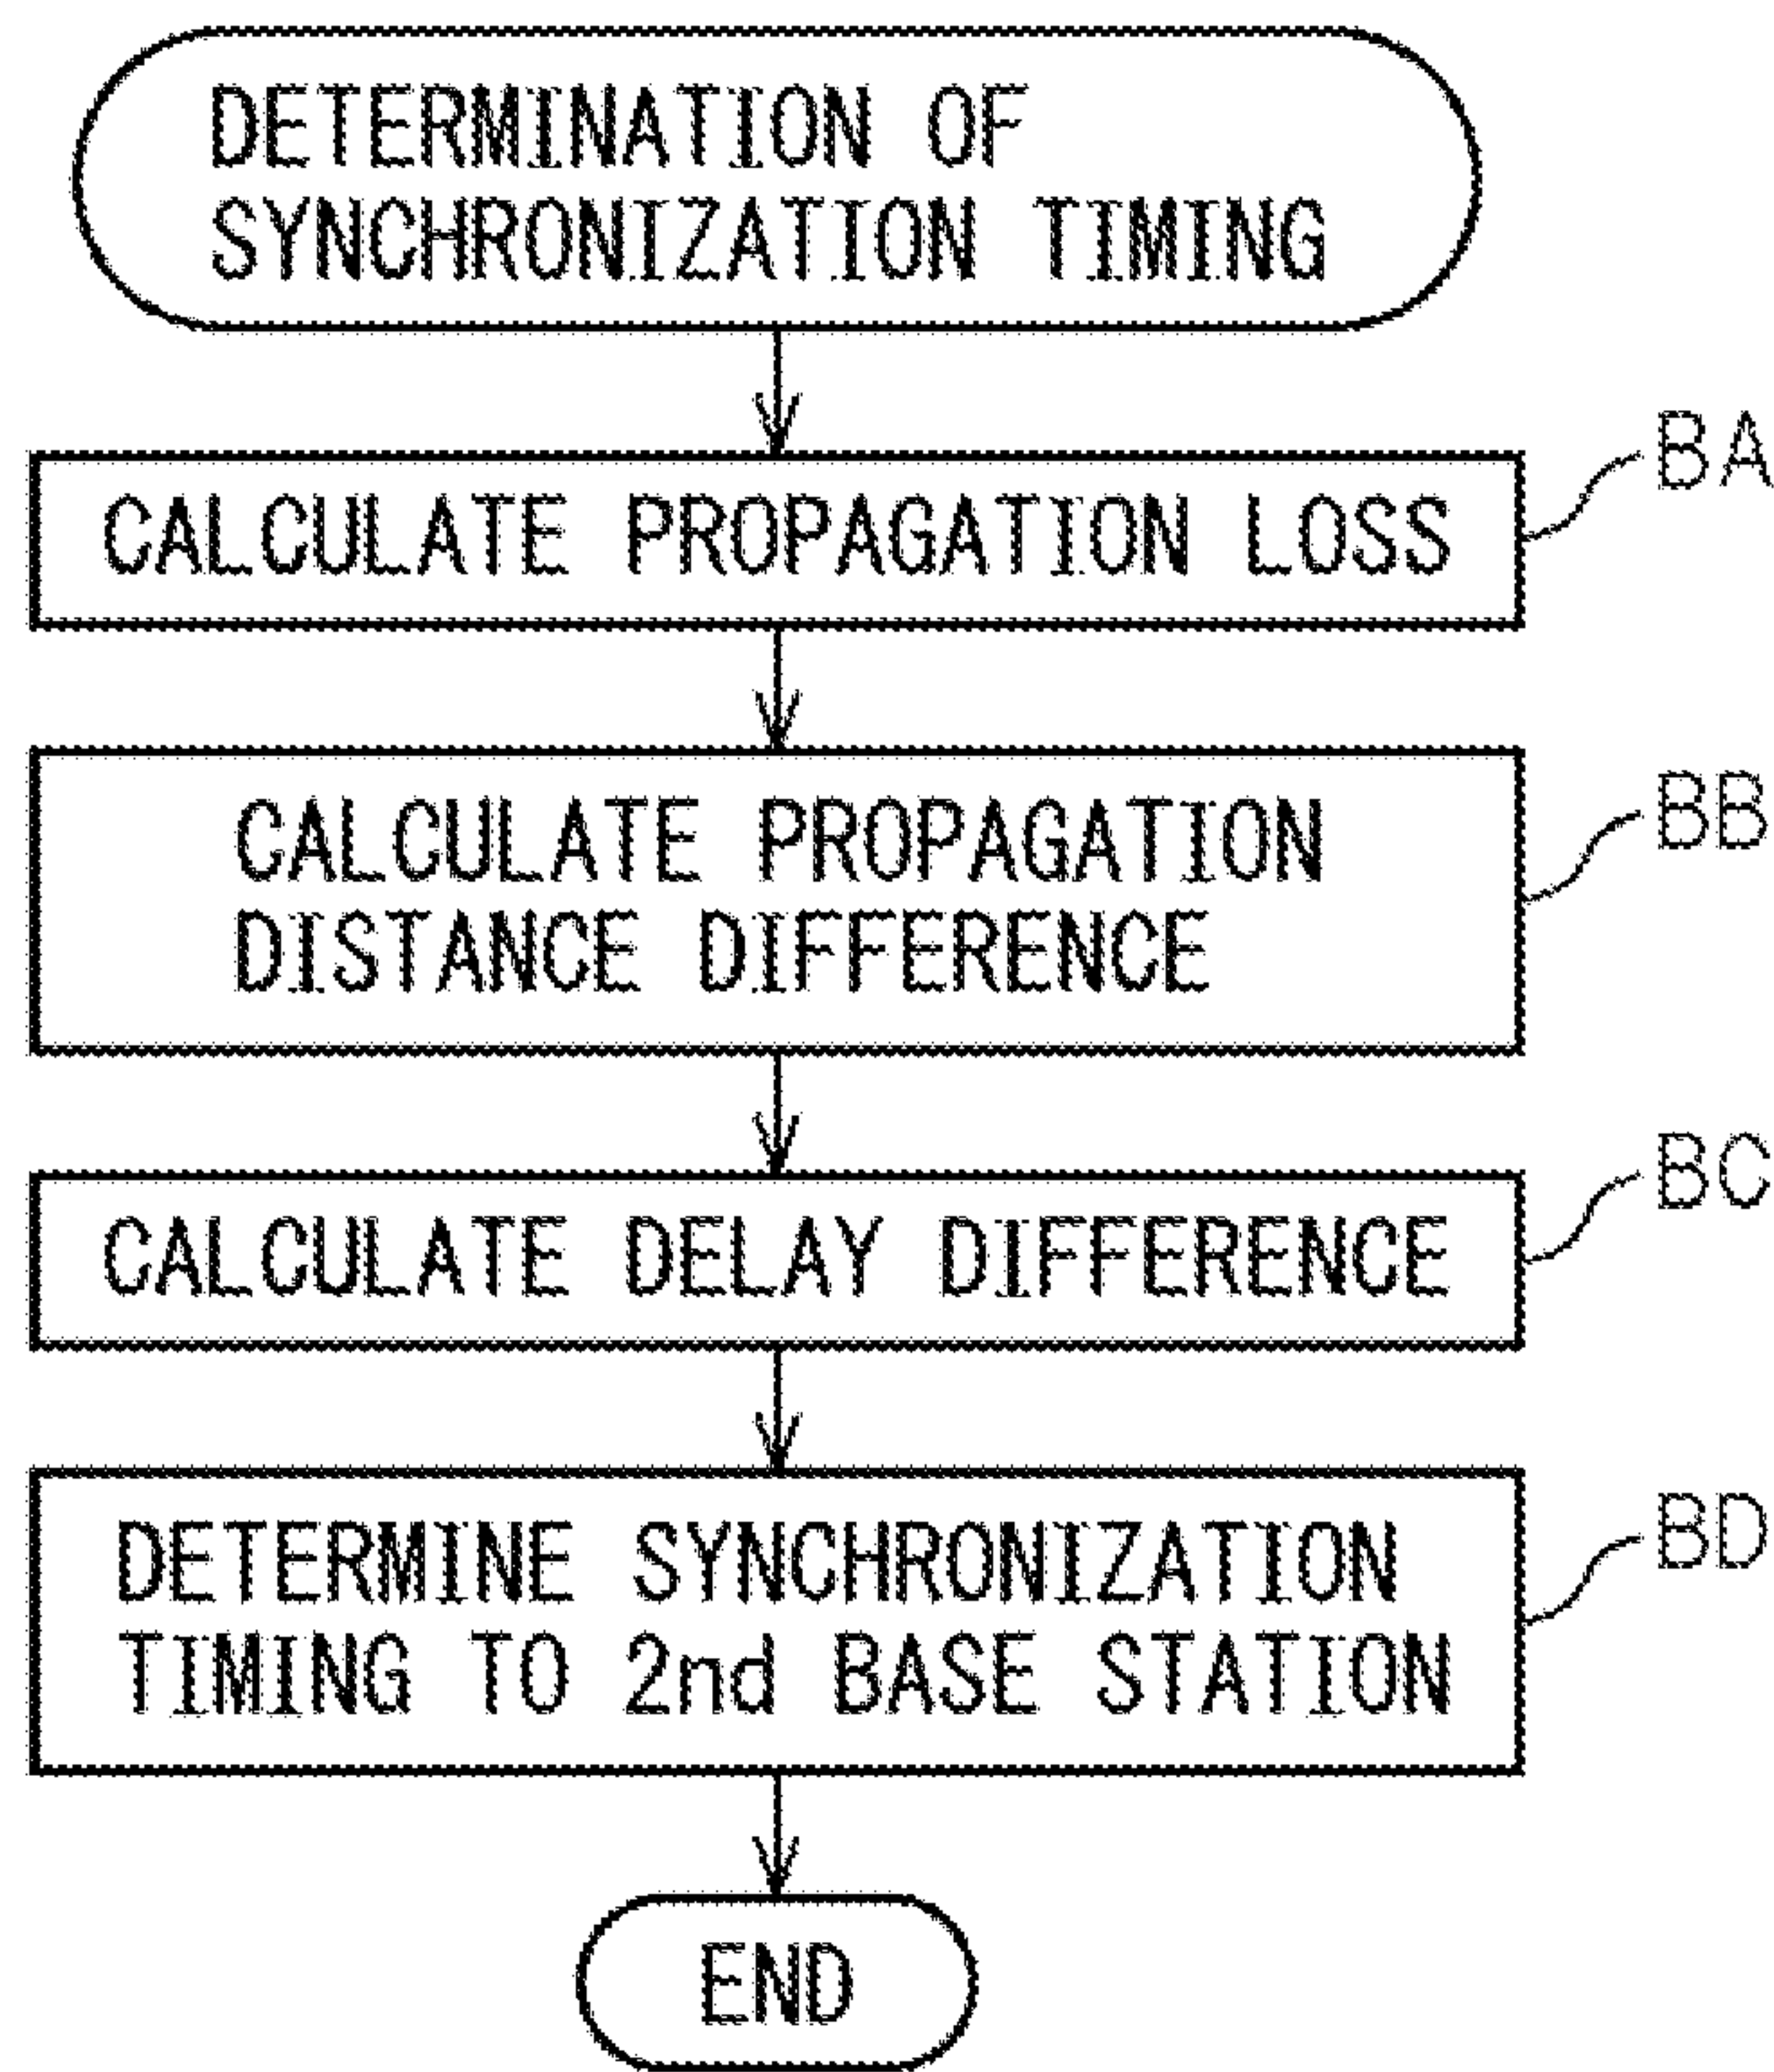 DETERMINATION OF
SYNCHRONIZATION TIMING
CALCULATE PROPAGATION LOSS
BA
CALCULATE PROPAGATION
DISTANCE DIFFERENCE
BB
CALCULATE DELAY DIFFERENCE
BC
DETERMINE SYNCHRONIZATION
TIMING TO 2nd BASE STATION
BD
END